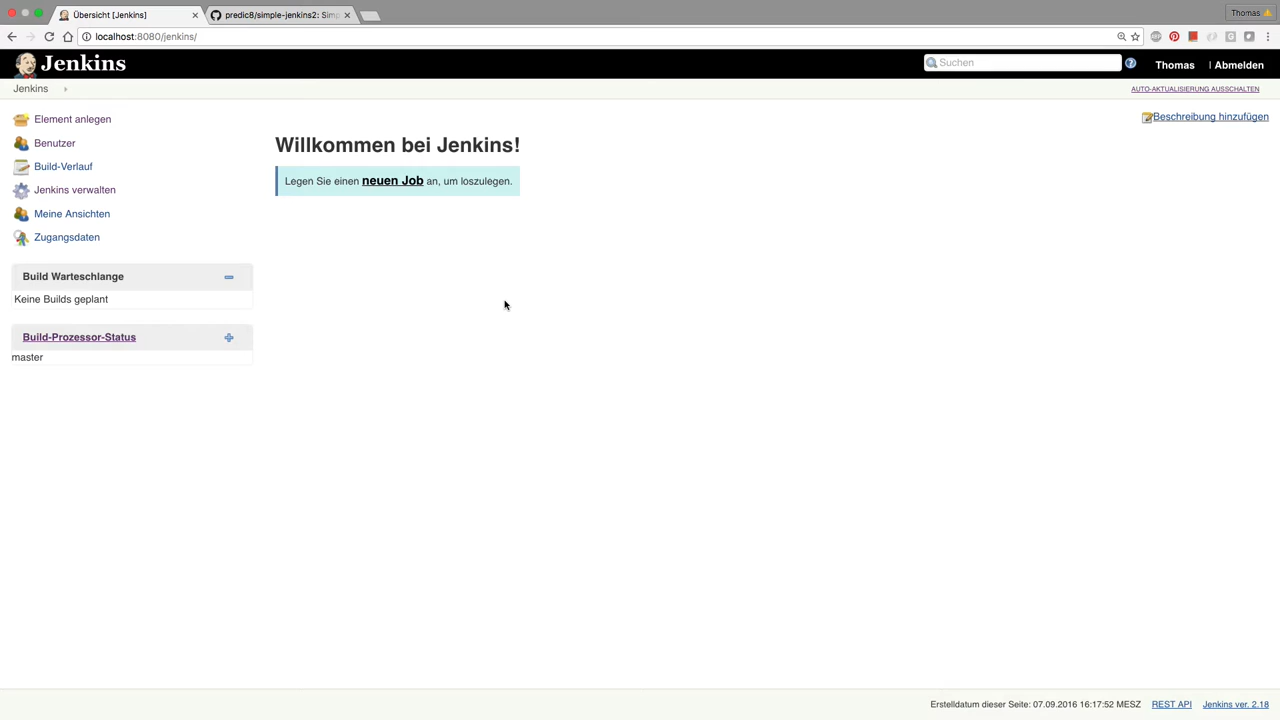 Übersicht [Jenkins]
predic8/simple-jenkins2: Sim
Thomas
localhost:8080/jenkins/
Jenkins
Suchen
Thomas
| Abmelden
Jenkins
AUTO-AKTUALISIERUNG AUSSCHALTEN
Element anlegen
Benutzer
Build-Verlauf
Jenkins verwalten
Meine Ansichten
Zugangsdaten
Build Warteschlange
Keine Builds geplant
Build-Prozessor-Status
master
Beschreibung hinzufügen
Willkommen bei Jenkins!
Legen Sie einen neuen Job an, um loszulegen.
Erstelldatum dieser Seite: 07.09.2016 16:17:52 MESZ
REST API
Jenkins ver. 2.18